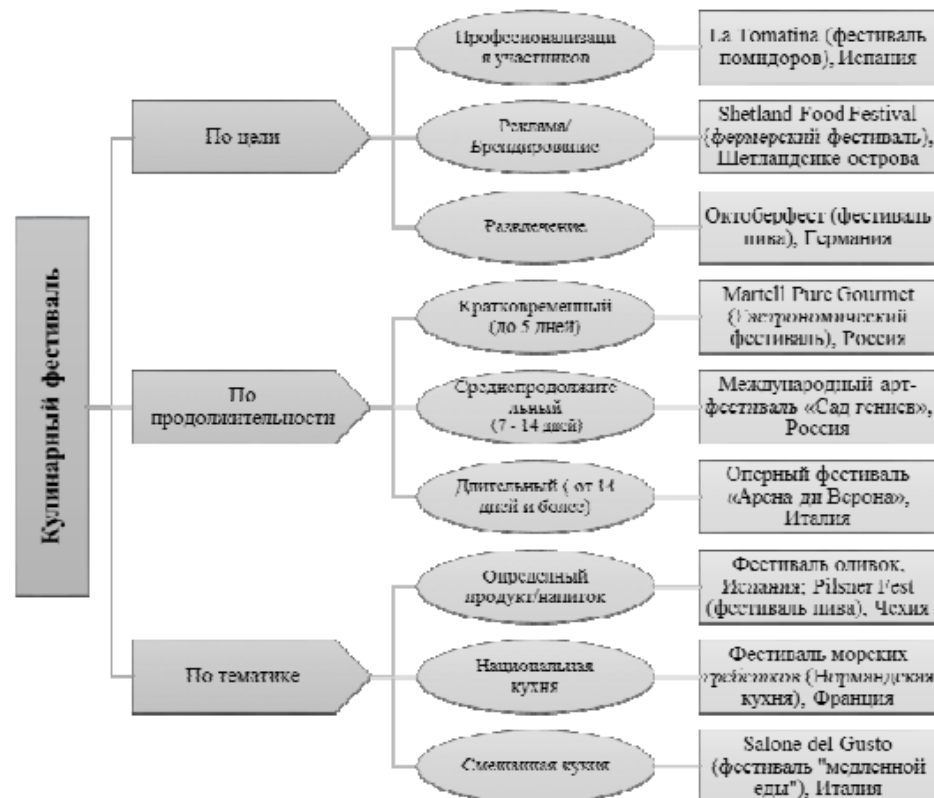 Кулинарный фестиваль
По цели
Професионализаци
я участников
La Tomatina (фестиваль
помидоров), Испания
Реклама/
Брендирование
Shetland Food Festival
(фермерский фестиваль),
Шетландсике острова
Развлечение
Октоберфест (фестиваль
пива), Германия
По
продолжительности
Кратковременный
(до 5 дней)
Martell Pure Gourmet
(Гастрономический
фестиваль), Россия
Среднепродолжите
льный
(7 - 14 дней)
Международный арт-
фестиваль «Сад гениев»,
Россия
Длительный ( от 14
дней и более)
Оперный фестиваль
«Арена ди Верона»,
Италия
По тематике
Определенный
продукт/напиток
Фестиваль оливок,
Испания; Pilsner Fest
(фестиваль пива), Чехия
Национальная
кухня
Фестиваль морских
гребешков (Нормандская
кухня), Франция
Смешанная кухня
Salone del Gusto
(фестиваль "медленной
еды"), Италия